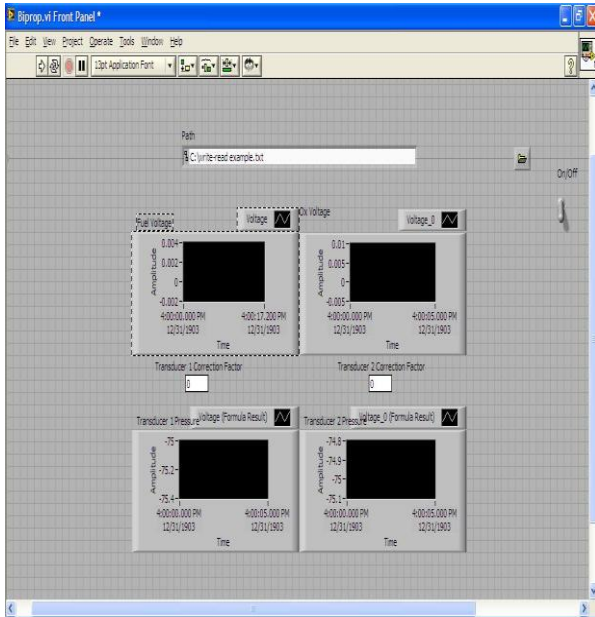 Biprop.vi Front Panel *
File Edit View Project Operate Tools Window Help
13pt Application Font
?
Path
C:\write-read example.txt
On/Off
Fuel Voltage
Voltage
Ox Voltage
Voltage_0
0.004
0.002
0
-0.002
Amplitude
4:00:00.000 PM
12/31/1903
4:00:17.200 PM
12/31/1903
Time
0.01
0.005
0
-0.005
Amplitude
4:00:00.000 PM
12/31/1903
4:00:05.000 PM
12/31/1903
Time
Transducer 1 Correction Factor
0
Transducer 2 Correction Factor
0
Transducer 1 Pressure
Voltage (Formula Result)
Transducer 2 Pressure
Voltage_0 (Formula Result)
-75
-75.2
-75.4
Amplitude
4:00:00.000 PM
12/31/1903
4:00:05.000 PM
12/31/1903
Time
-74.8
-74.9
-75
-75.1
Amplitude
4:00:00.000 PM
12/31/1903
4:00:05.000 PM
12/31/1903
Time